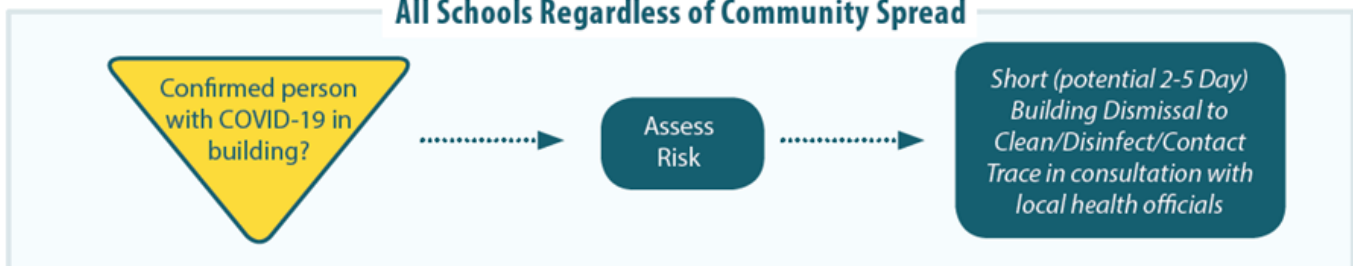 All Schools Regardless of Community Spread
Confirmed person
with COVID-19 in
building?
Assess
Risk
Short (potential 2-5 Day)
Building Dismissal to
Clean/Disinfect/Contact
Trace in consultation with
local health officials